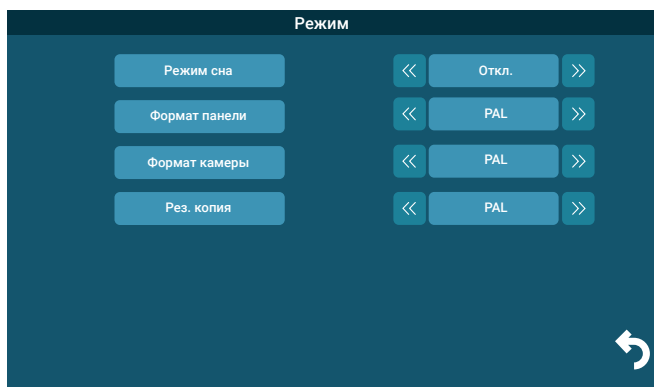 Режим
Режим сна Откл.
Формат панели PAL
Формат камеры PAL
Рез. копия PAL